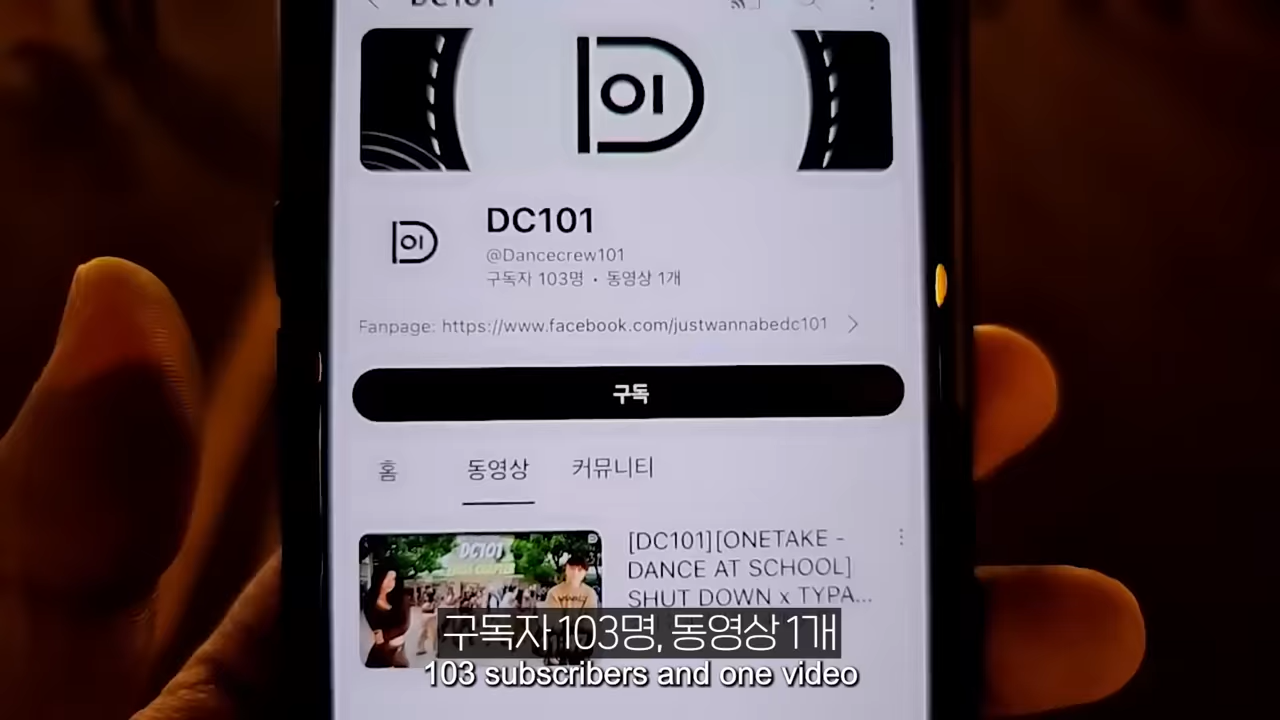 DC101
DC101
@Dancecrew101
구독자 103명 • 동영상 1개
Fanpage: https://www.facebook.com/justwannabedc101
구독
홈 동영상 커뮤니티
DC101
[DC101][ONETAKE -
DANCE AT SCHOOL]
SHUT DOWN x TYPA...
구독자 103명, 동영상 1개
103 subscribers and one video